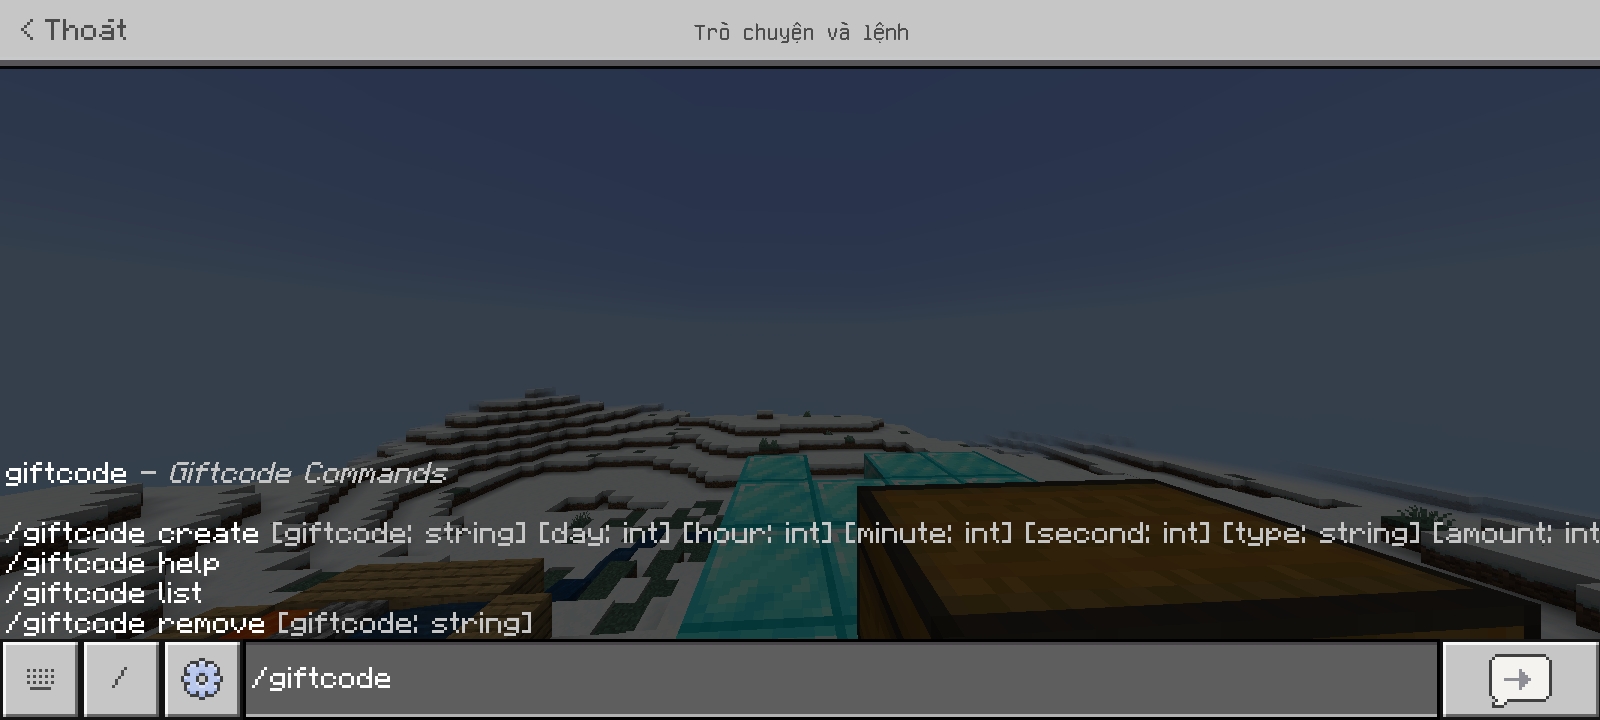 Thoát
Trò chuyện và lệnh
giftcode - Giftcode Commands
/giftcode create [giftcode: string] [day: int] [hour: int] [minute: int] [second: int] [type: string] [amount: int
/giftcode help
/giftcode list
/giftcode remove [giftcode: string]
/
/giftcode